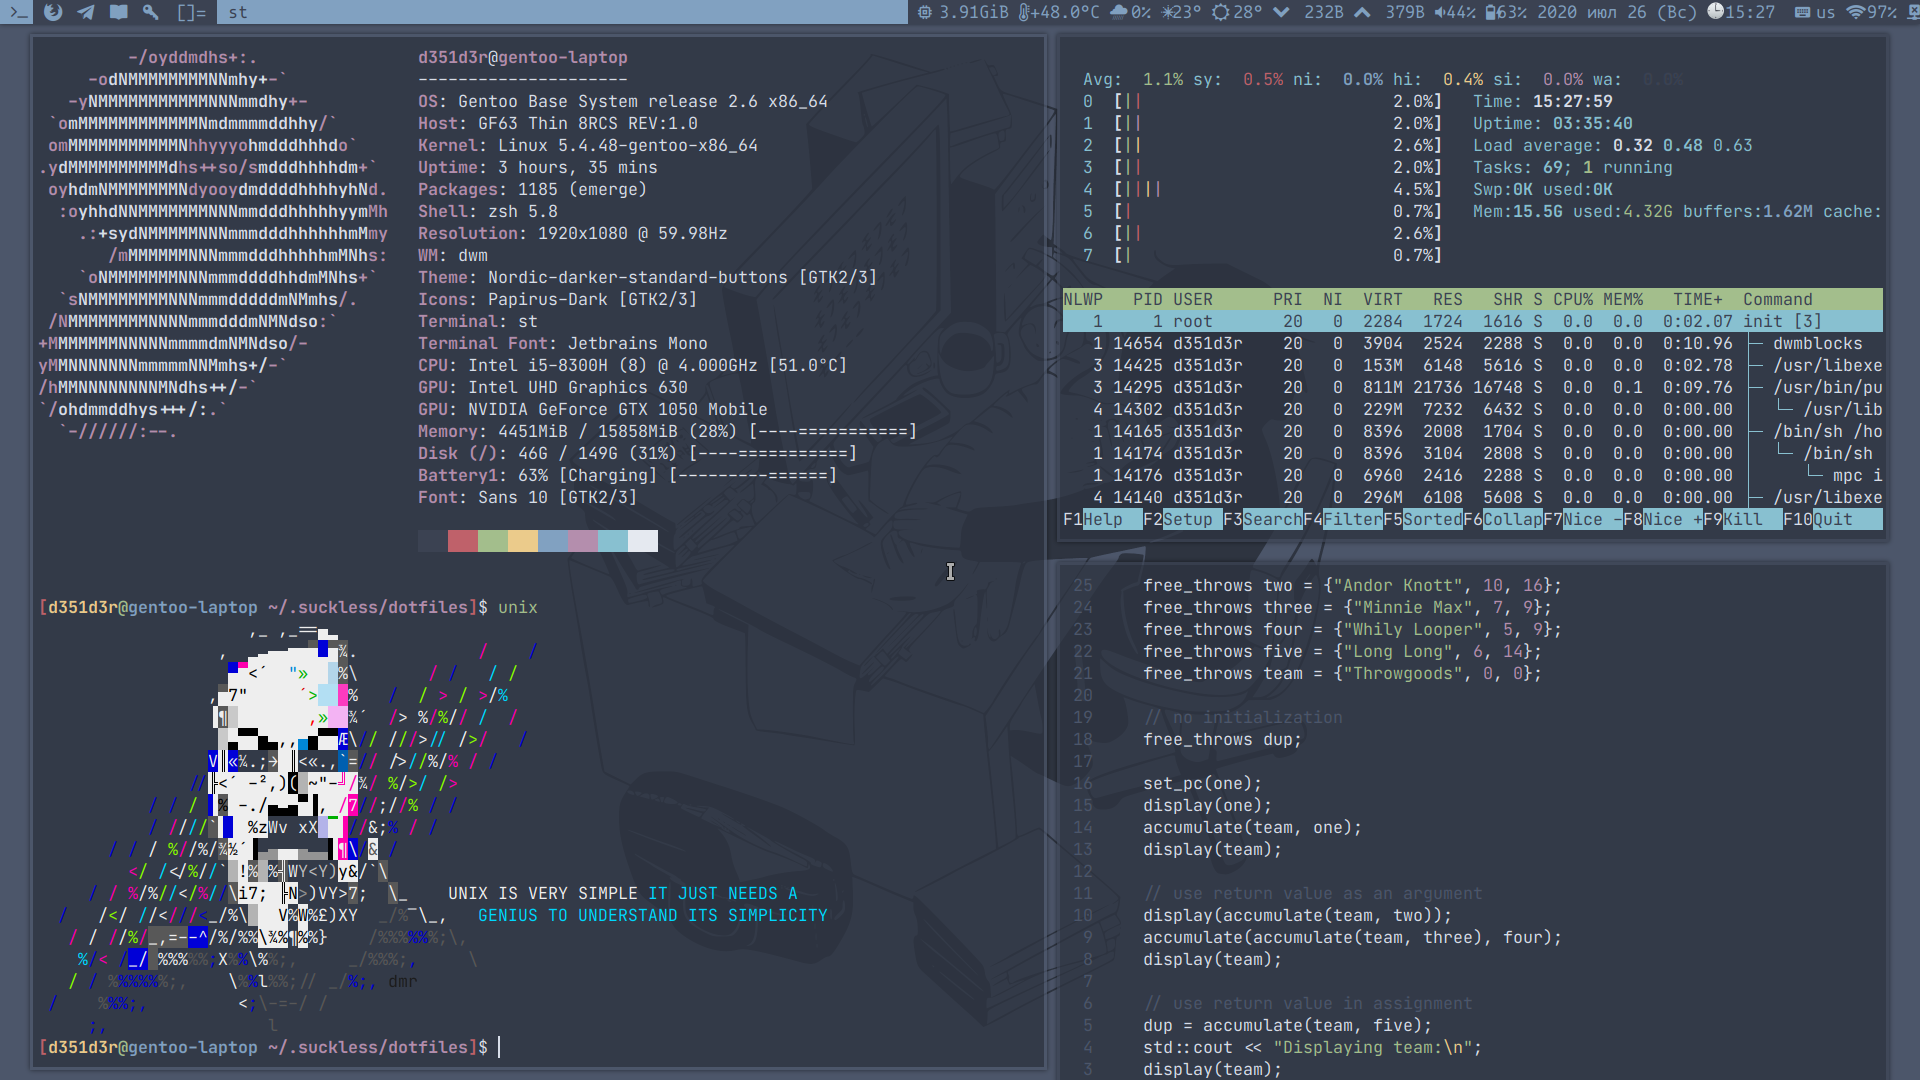 []= st 3.91GiB +48.0°C 0% 23° 28° 232B 379B 44% 63% 2020 июл 26 (Вс) 15:27 us 97%
d351d3r@gentoo-laptop
---------------------
OS: Gentoo Base System release 2.6 x86_64
Host: GF63 Thin 8RCS REV:1.0
Kernel: Linux 5.4.48-gentoo-x86_64
Uptime: 3 hours, 35 mins
Packages: 1185 (emerge)
Shell: zsh 5.8
Resolution: 1920x1080 @ 59.98Hz
WM: dwm
Theme: Nordic-darker-standard-buttons [GTK2/3]
Icons: Papirus-Dark [GTK2/3]
Terminal: st
Terminal Font: Jetbrains Mono
CPU: Intel i5-8300H (8) @ 4.000GHz [51.0°C]
GPU: Intel UHD Graphics 630
GPU: NVIDIA GeForce GTX 1050 Mobile
Memory: 4451MiB / 15858MiB (28%) [----===========]
Disk (/): 46G / 149G (31%) [----===========]
Battery1: 63% [Charging] [---------======]
Font: Sans 10 [GTK2/3]
[d351d3r@gentoo-laptop ~/.suckless/dotfiles]$ unix
UNIX IS VERY SIMPLE IT JUST NEEDS A
GENIUS TO UNDERSTAND ITS SIMPLICITY
dmr
[d351d3r@gentoo-laptop ~/.suckless/dotfiles]$
Avg: 1.1% sy: 0.5% ni: 0.0% hi: 0.4% si: 0.0% wa: 0.0%
0 [|| 2.0%] Time: 15:27:59
1 [|| 2.0%] Uptime: 03:35:40
2 [|| 2.6%] Load average: 0.32 0.48 0.63
3 [|| 2.0%] Tasks: 69; 1 running
4 [|||| 4.5%] Swp:0K used:0K
5 [| 0.7%] Mem:15.5G used:4.32G buffers:1.62M cache:
6 [|| 2.6%]
7 [| 0.7%]
NLWP PID USER PRI NI VIRT RES SHR S CPU% MEM% TIME+ Command
1 1 root 20 0 2284 1724 1616 S 0.0 0.0 0:02.07 init [3]
1 14654 d351d3r 20 0 3904 2524 2288 S 0.0 0.0 0:10.96 ├─ dwmblocks
3 14425 d351d3r 20 0 153M 6148 5616 S 0.0 0.0 0:02.78 ├─ /usr/libexe
3 14295 d351d3r 20 0 811M 21736 16748 S 0.0 0.1 0:09.76 ├─ /usr/bin/pu
4 14302 d351d3r 20 0 229M 7232 6432 S 0.0 0.0 0:00.00 │ └─ /usr/lib
1 14165 d351d3r 20 0 8396 2008 1704 S 0.0 0.0 0:00.00 ├─ /bin/sh /ho
1 14174 d351d3r 20 0 8396 3104 2808 S 0.0 0.0 0:00.00 │ └─ /bin/sh
1 14176 d351d3r 20 0 6960 2416 2288 S 0.0 0.0 0:00.00 │ └─ mpc i
4 14140 d351d3r 20 0 296M 6108 5608 S 0.0 0.0 0:00.00 ├─ /usr/libexe
F1Help F2Setup F3SearchF4FilterF5SortedF6CollapF7Nice -F8Nice +F9Kill F10Quit
25 free_throws two = {"Andor Knott", 10, 16};
24 free_throws three = {"Minnie Max", 7, 9};
23 free_throws four = {"Whily Looper", 5, 9};
22 free_throws five = {"Long Long", 6, 14};
21 free_throws team = {"Throwgoods", 0, 0};
20
19 // no initialization
18 free_throws dup;
17
16 set_pc(one);
15 display(one);
14 accumulate(team, one);
13 display(team);
12
11 // use return value as an argument
10 display(accumulate(team, two));
9 accumulate(accumulate(team, three), four);
8 display(team);
7
6 // use return value in assignment
5 dup = accumulate(team, five);
4 std::cout << "Displaying team:\n";
3 display(team);